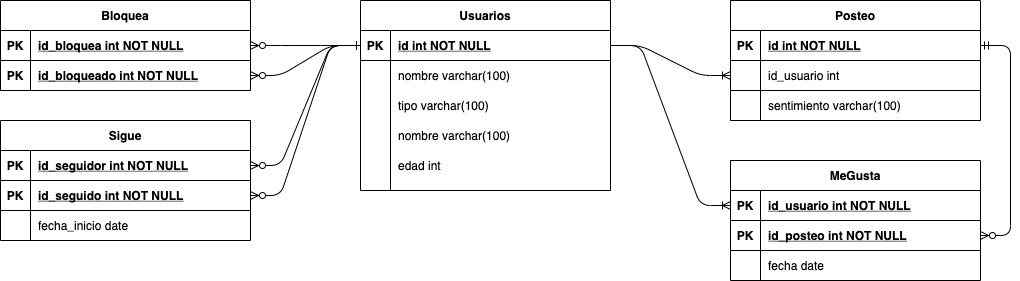 Bloquea
PK id_bloquea int NOT NULL
PK id_bloqueado int NOT NULL
Sigue
PK id_seguidor int NOT NULL
PK id_seguido int NOT NULL
fecha_inicio date
Usuarios
PK id int NOT NULL
nombre varchar(100)
tipo varchar(100)
nombre varchar(100)
edad int
Posteo
PK id int NOT NULL
id_usuario int
sentimiento varchar(100)
MeGusta
PK id_usuario int NOT NULL
PK id_posteo int NOT NULL
fecha date